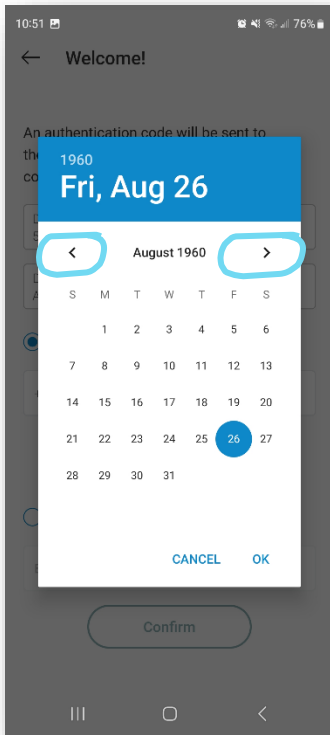 10:51 76%
Welcome!
An authentication code will be sent to
th
co
1960
Fri, Aug 26
August 1960
S M T W T F S
1 2 3 4 5 6
7 8 9 10 11 12 13
14 15 16 17 18 19 20
21 22 23 24 25 26 27
28 29 30 31
CANCEL OK
Confirm